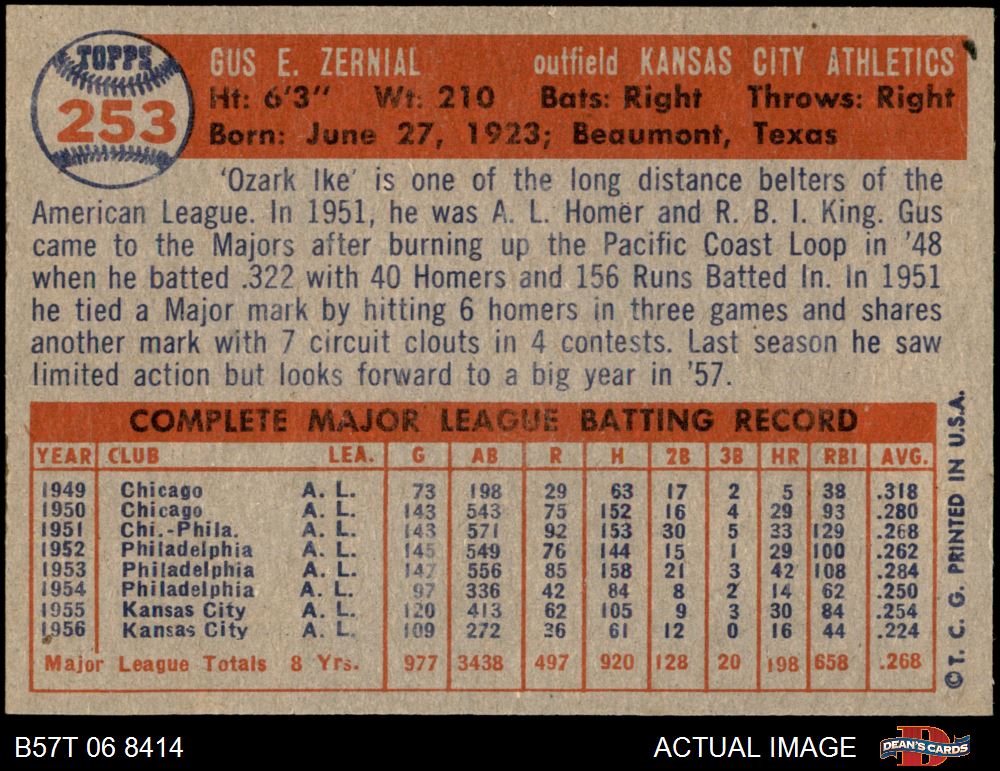 TOPPS
253
GUS E. ZERNIAL outfield KANSAS CITY ATHLETICS
Ht: 6'3" Wt: 210 Bats: Right Throws: Right
Born: June 27, 1923; Beaumont, Texas
'Ozark Ike' is one of the long distance belters of the
American League. In 1951, he was A. L. Homer and R. B. I. King. Gus
came to the Majors after burning up the Pacific Coast Loop in '48
when he batted .322 with 40 Homers and 156 Runs Batted In. In 1951
he tied a Major mark by hitting 6 homers in three games and shares
another mark with 7 circuit clouts in 4 contests. Last season he saw
limited action but looks forward to a big year in '57.
COMPLETE MAJOR LEAGUE BATTING RECORD
YEAR CLUB LEA. G AB R H 2B 3B HR RBI AVG.
1949 Chicago A. L. 73 198 29 63 17 2 5 38 .318
1950 Chicago A. L. 143 543 75 152 16 4 29 93 .280
1951 Chi.-Phila. A. L. 143 571 92 153 30 5 33 129 .268
1952 Philadelphia A. L. 145 549 76 144 15 1 29 100 .262
1953 Philadelphia A. L. 147 556 85 158 21 3 42 108 .284
1954 Philadelphia A. L. 97 336 42 84 8 2 14 62 .250
1955 Kansas City A. L. 120 413 62 105 9 3 30 84 .254
1956 Kansas City A. L. 109 272 36 61 12 0 16 44 .224
Major League Totals 8 Yrs. 977 3438 497 920 128 20 198 658 .268
©T. C. G. PRINTED IN U.S.A.
B57T 06 8414
ACTUAL IMAGE
DEAN'S CARDS